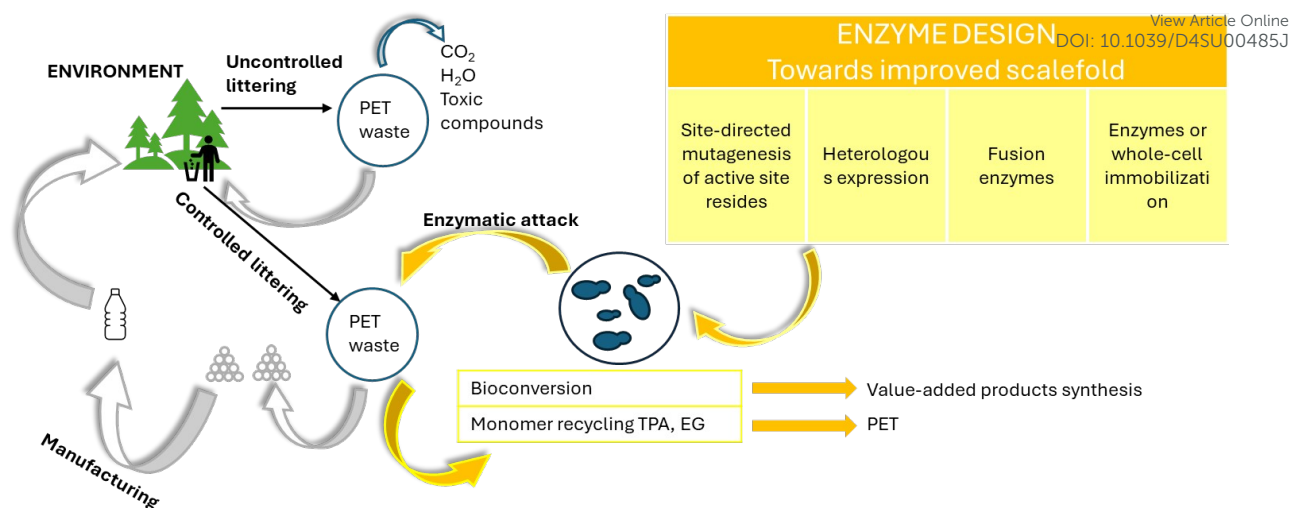 View Article Online
DOI: 10.1039/D4SU00485J
ENZYME DESIGN
Towards improved scalefold
Site-directed
mutagenesis
of active site
resides
Heterologou
s expression
Fusion
enzymes
Enzymes or
whole-cell
immobilizati
on
ENVIRONMENT
Uncontrolled
littering
PET
waste
CO2
H2O
Toxic
compounds
Controlled littering
Enzymatic attack
PET
waste
Bioconversion
Value-added products synthesis
Monomer recycling TPA, EG
PET
Manufacturing